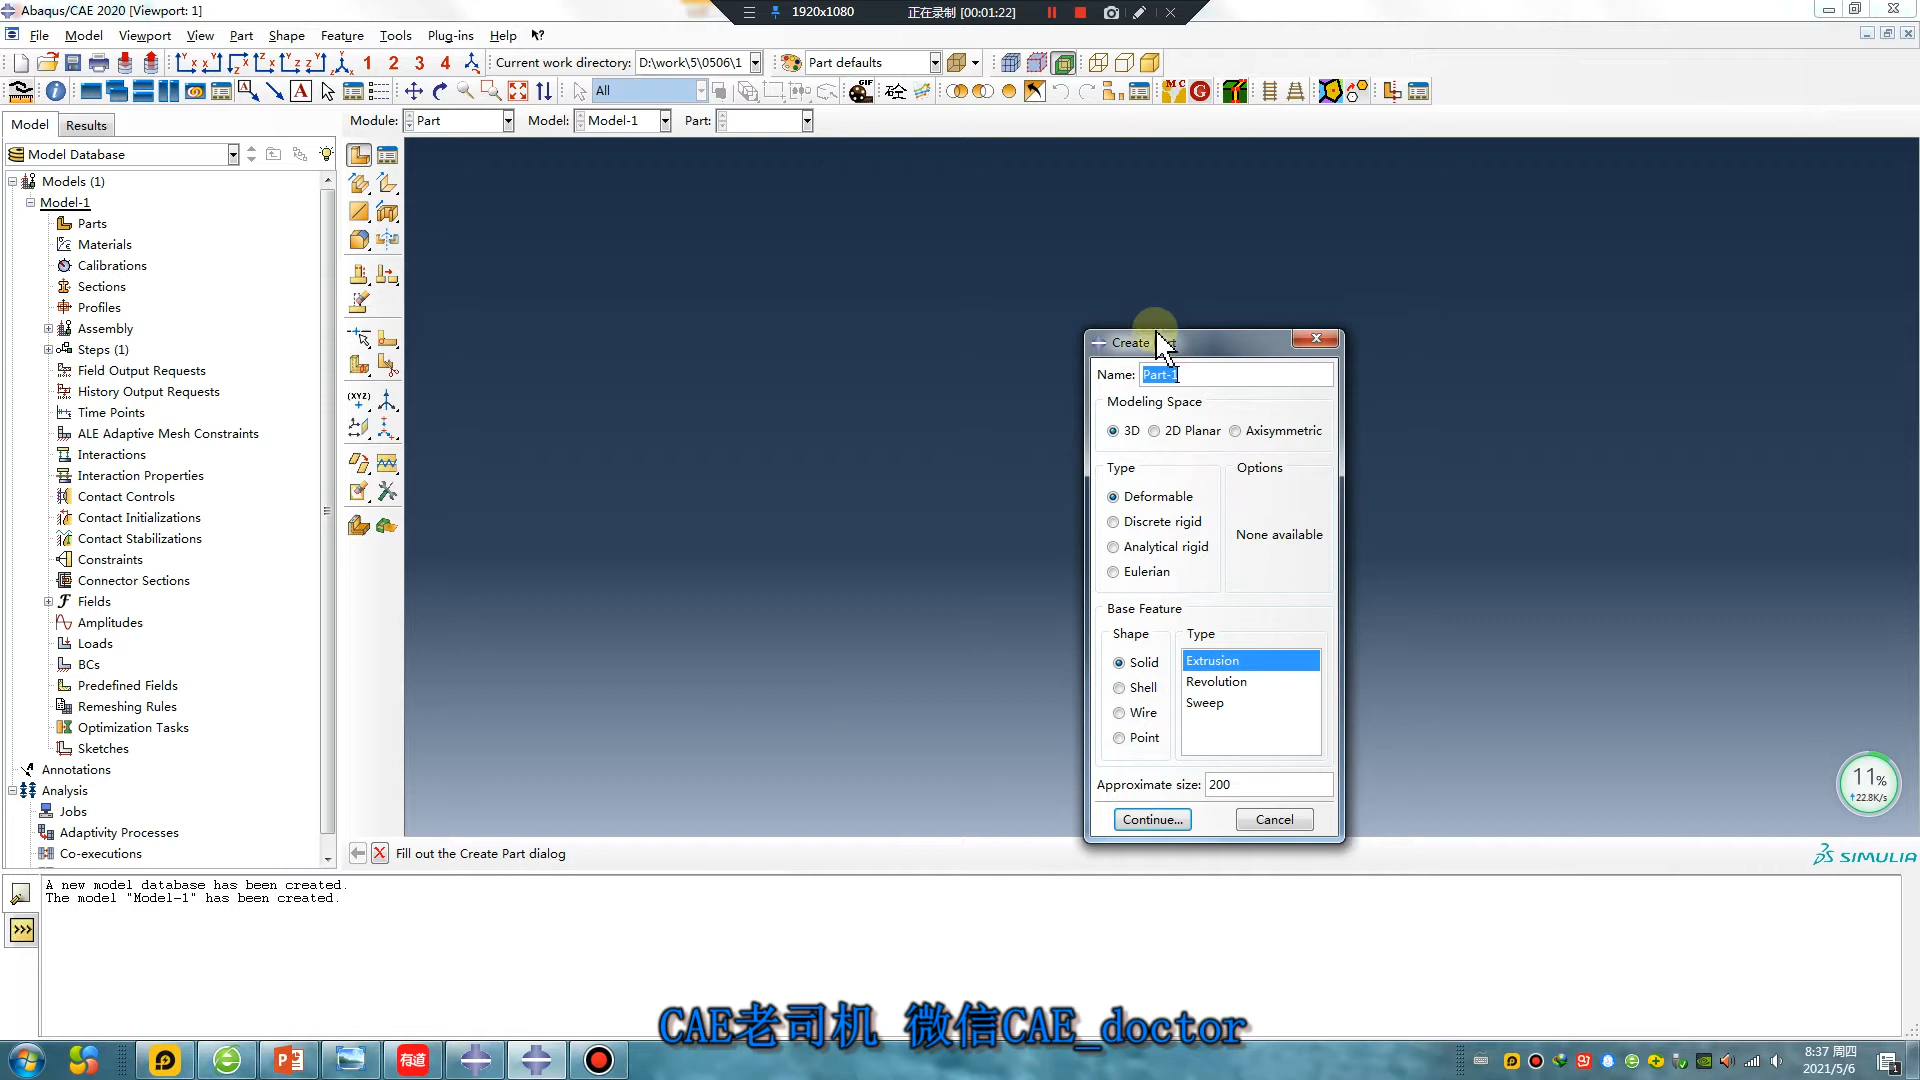 Abaqus/CAE 2020 [Viewport: 1]
1920x1080
正在录制 [00:01:22]
File Model Viewport View Part Shape Feature Tools Plug-ins Help
1 2 3 4
Current work directory: D:\work\5\0506\1
Part defaults
All
Model Results
Module: Part Model: Model-1 Part:
Model Database
Models (1)
Model-1
Parts
Materials
Calibrations
Sections
Profiles
Assembly
Steps (1)
Field Output Requests
History Output Requests
Time Points
ALE Adaptive Mesh Constraints
Interactions
Interaction Properties
Contact Controls
Contact Initializations
Contact Stabilizations
Constraints
Connector Sections
Fields
Amplitudes
Loads
BCs
Predefined Fields
Remeshing Rules
Optimization Tasks
Sketches
Annotations
Analysis
Jobs
Adaptivity Processes
Co-executions
(XYZ)
Create
Name: Part-1
Modeling Space
3D 2D Planar Axisymmetric
Type
Deformable
Discrete rigid
Analytical rigid
Eulerian
Options
None available
Base Feature
Shape
Solid
Shell
Wire
Point
Type
Extrusion
Revolution
Sweep
Approximate size: 200
Continue... Cancel
11%
22.8K/s
Fill out the Create Part dialog
SIMULIA
A new model database has been created.
The model "Model-1" has been created.
>>>
CAE老司机 微信CAE_doctor
有道
8:37 周四
2021/5/6